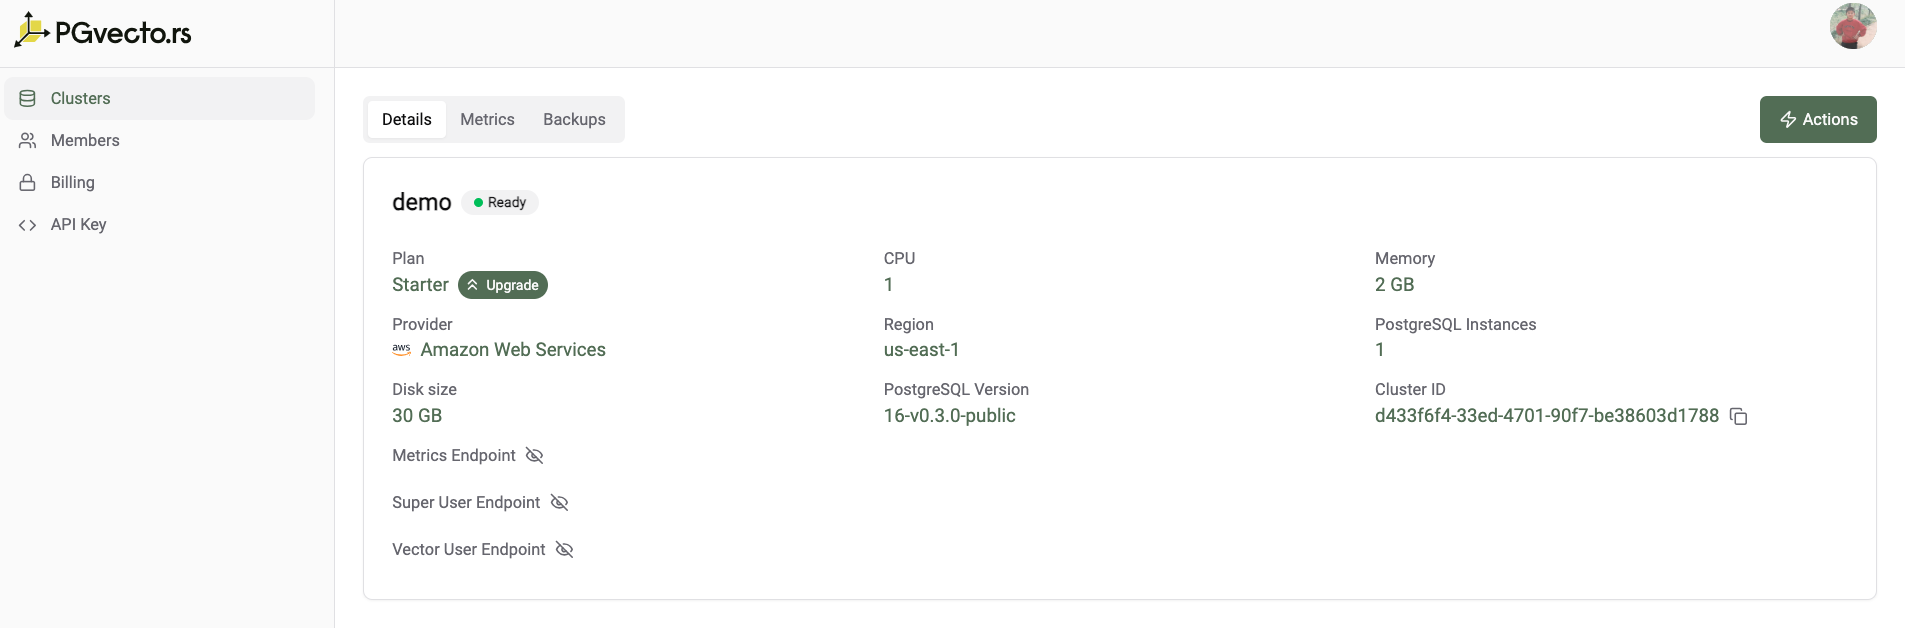 PGvecto.rs
Clusters
Members
Billing
API Key
Details Metrics Backups
Actions
demo Ready
Plan CPU Memory
Starter Upgrade 1 2 GB
Provider Region PostgreSQL Instances
aws Amazon Web Services us-east-1 1
Disk size PostgreSQL Version Cluster ID
30 GB 16-v0.3.0-public d433f6f4-33ed-4701-90f7-be38603d1788
Metrics Endpoint
Super User Endpoint
Vector User Endpoint